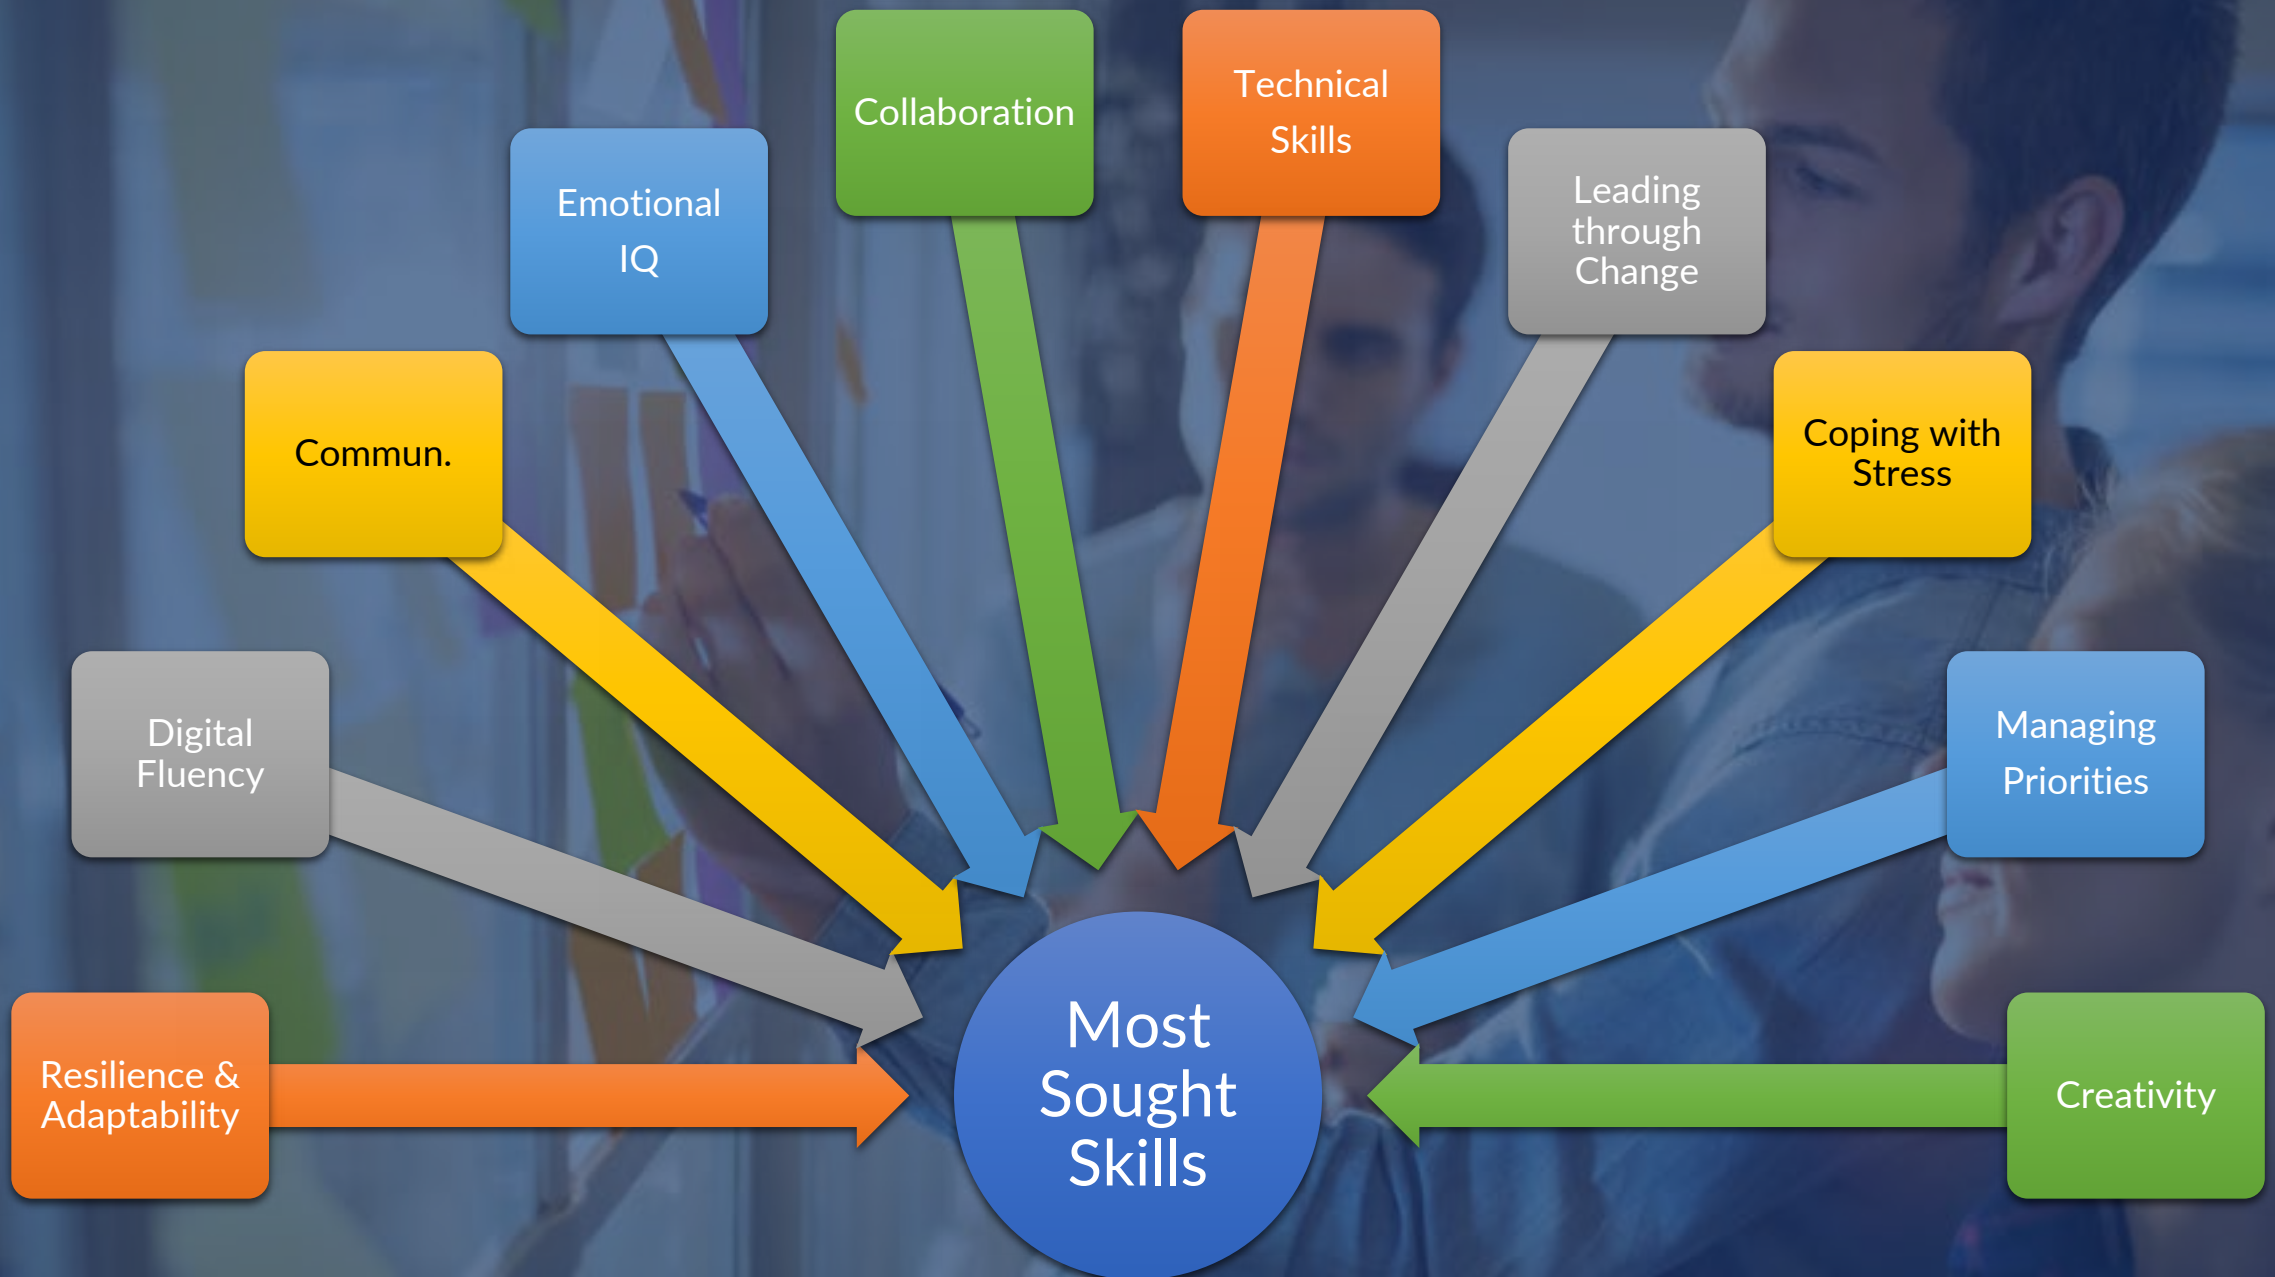 Collaboration
Technical
Skills
Emotional
IQ
Leading
through
Change
Commun.
Coping with
Stress
Digital
Fluency
Managing
Priorities
Resilience &
Adaptability
Most
Sought
Skills
Creativity